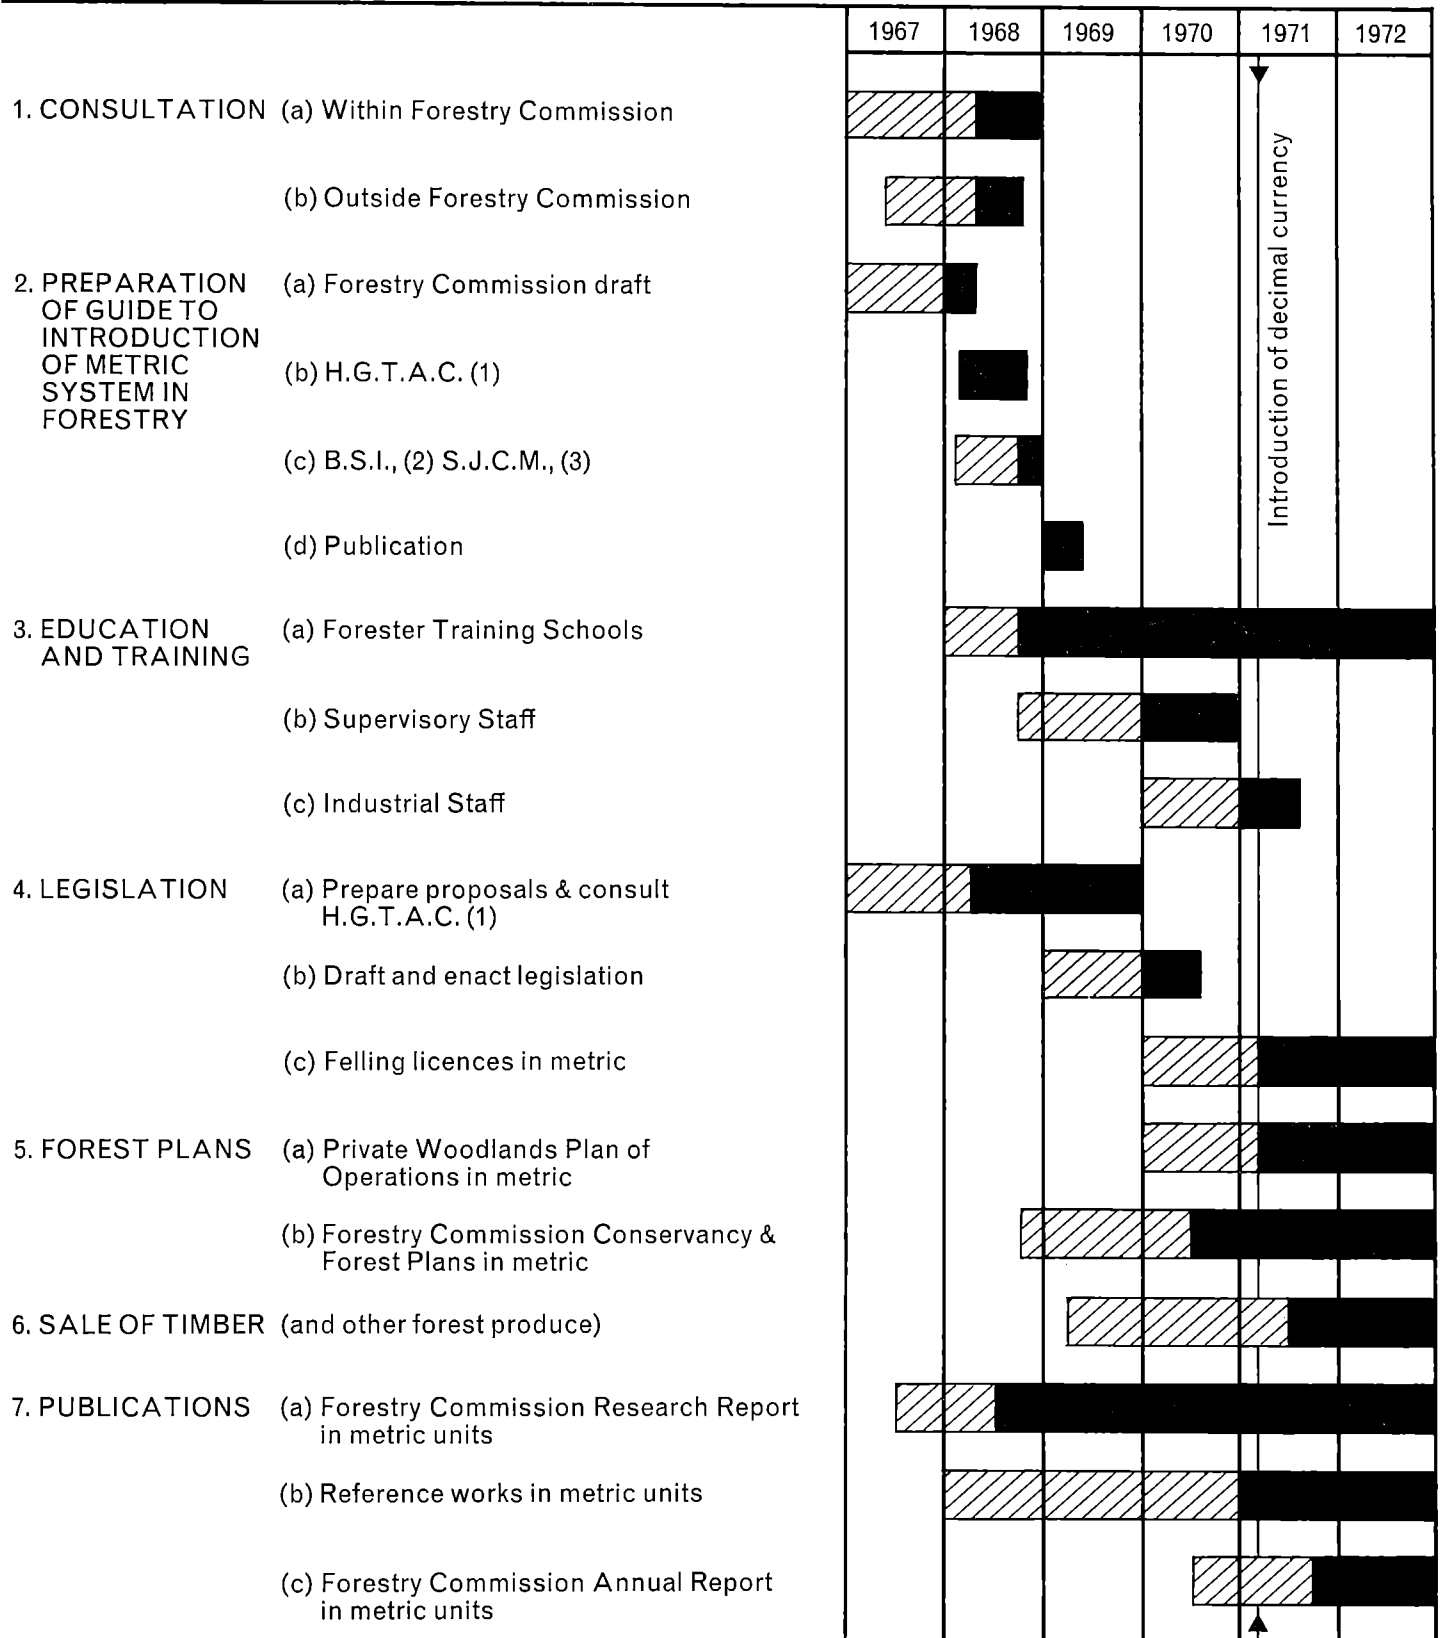 1967 1968 1969 1970 1971 1972
1. CONSULTATION (a) Within Forestry Commission
(b) Outside Forestry Commission
2. PREPARATION (a) Forestry Commission draft
OF GUIDE TO
INTRODUCTION
OF METRIC (b) H.G.T.A.C. (1)
SYSTEM IN
FORESTRY
(c) B.S.I., (2) S.J.C.M., (3)
(d) Publication
Introduction of decimal currency
3. EDUCATION (a) Forester Training Schools
AND TRAINING
(b) Supervisory Staff
(c) Industrial Staff
4. LEGISLATION (a) Prepare proposals & consult
H.G.T.A.C. (1)
(b) Draft and enact legislation
(c) Felling licences in metric
5. FOREST PLANS (a) Private Woodlands Plan of
Operations in metric
(b) Forestry Commission Conservancy &
Forest Plans in metric
6. SALE OF TIMBER (and other forest produce)
7. PUBLICATIONS (a) Forestry Commission Research Report
in metric units
(b) Reference works in metric units
(c) Forestry Commission Annual Report
in metric units